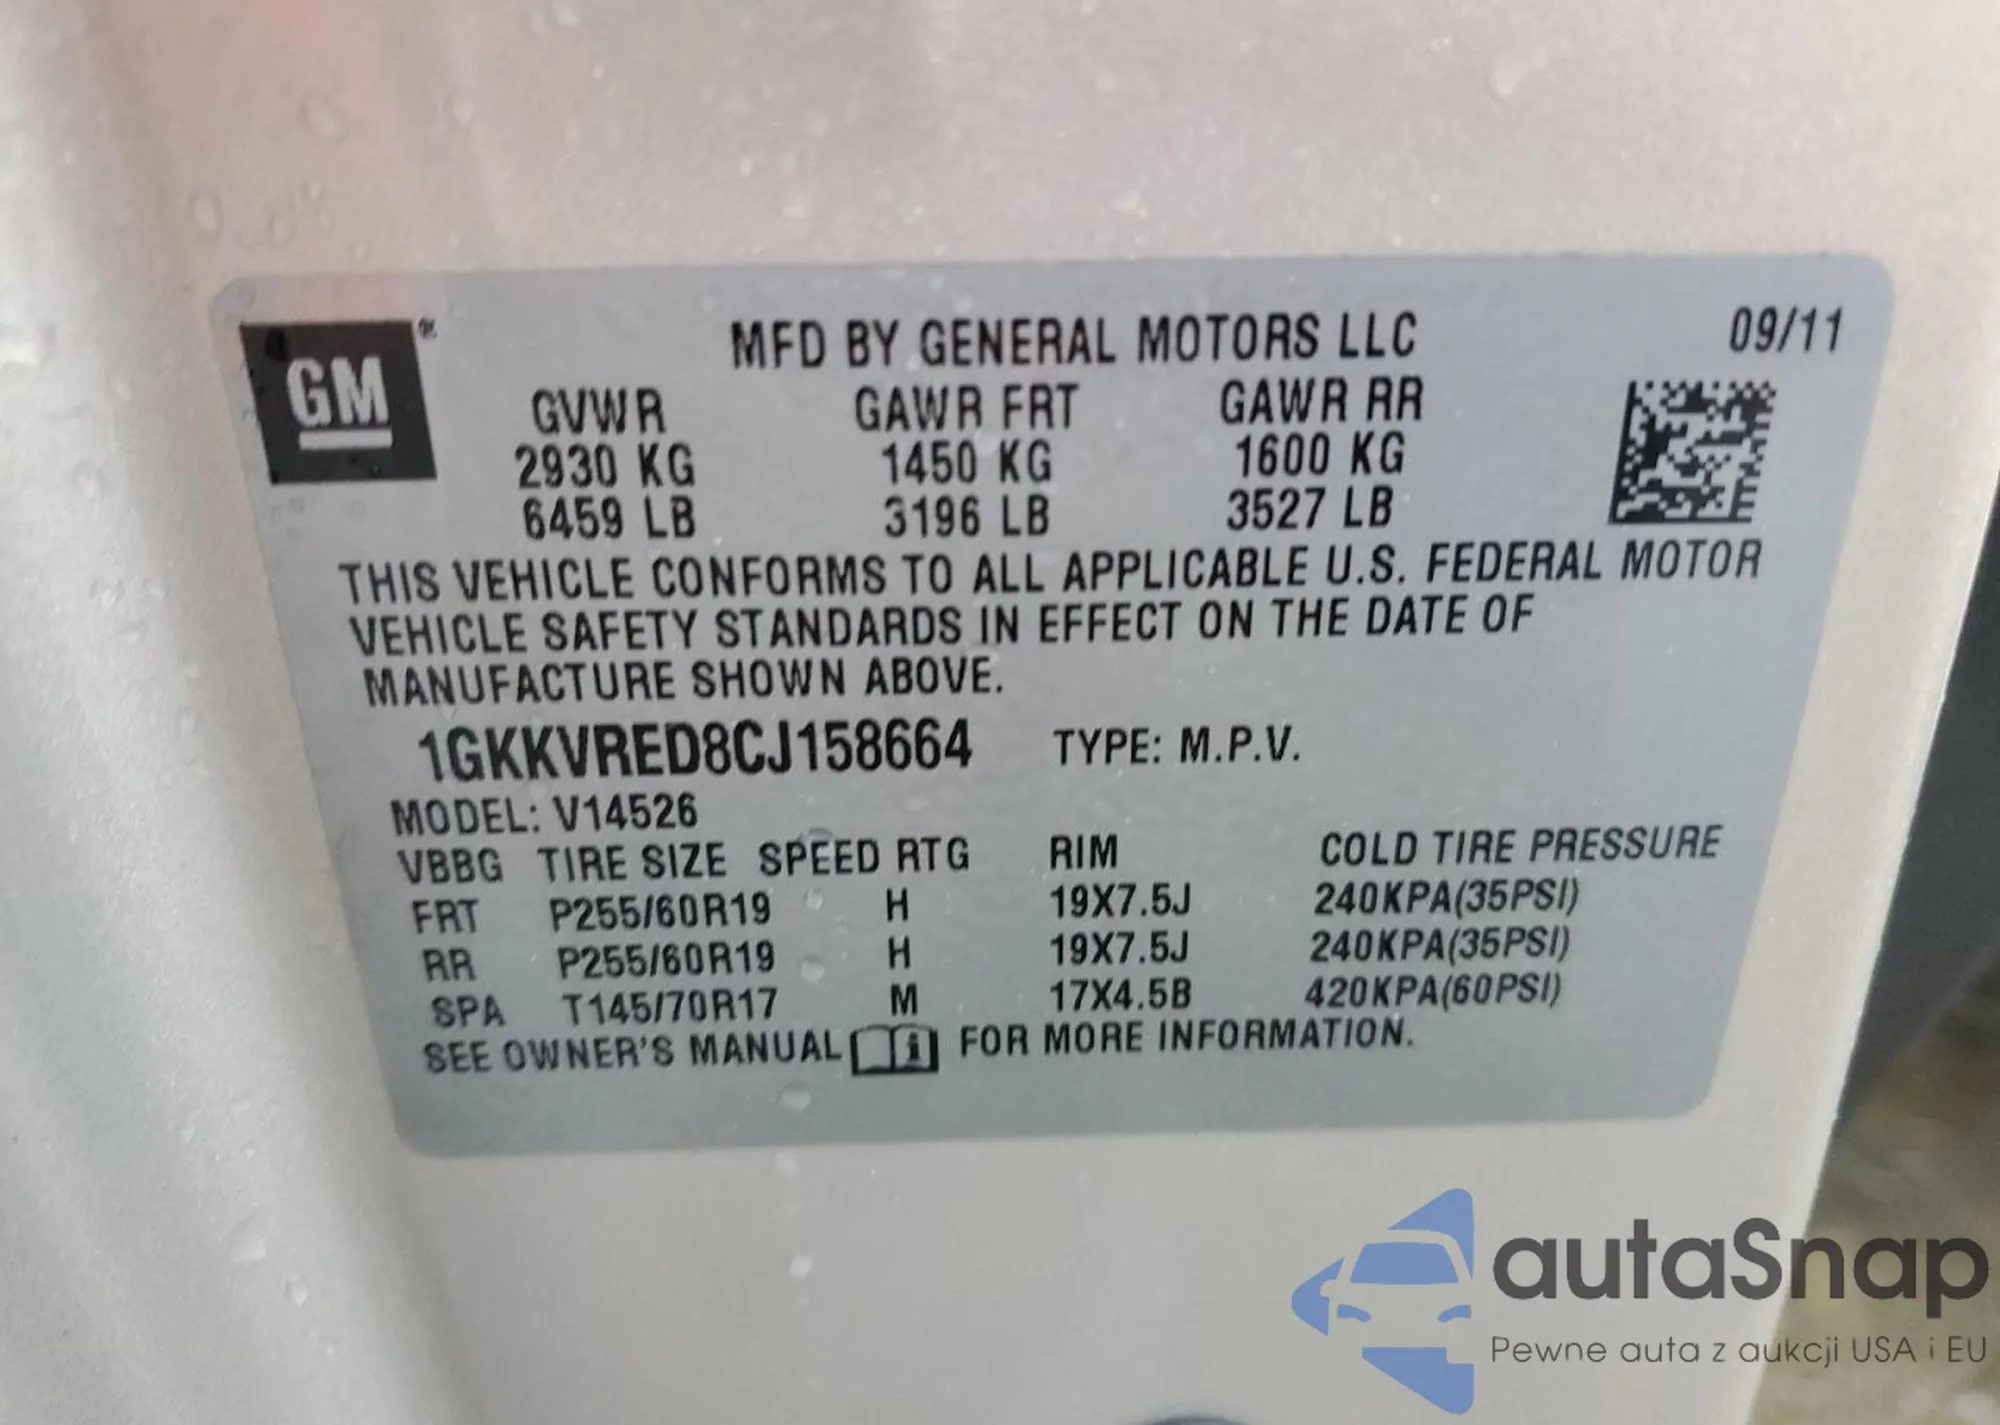 GM®
MFD BY GENERAL MOTORS LLC 09/11
GVWR GAWR FRT GAWR RR
2930 KG 1450 KG 1600 KG
6459 LB 3196 LB 3527 LB
THIS VEHICLE CONFORMS TO ALL APPLICABLE U.S. FEDERAL MOTOR
VEHICLE SAFETY STANDARDS IN EFFECT ON THE DATE OF
MANUFACTURE SHOWN ABOVE.
1GKKVRED8CJ158664 TYPE: M.P.V.
MODEL: V14526
VBBG TIRE SIZE SPEED RTG RIM COLD TIRE PRESSURE
FRT P255/60R19 H 19X7.5J 240KPA(35PSI)
RR P255/60R19 H 19X7.5J 240KPA(35PSI)
SPA T145/70R17 M 17X4.5B 420KPA(60PSI)
SEE OWNER'S MANUAL i FOR MORE INFORMATION.
autaSnap
Pewne auta z aukcji USA i EU